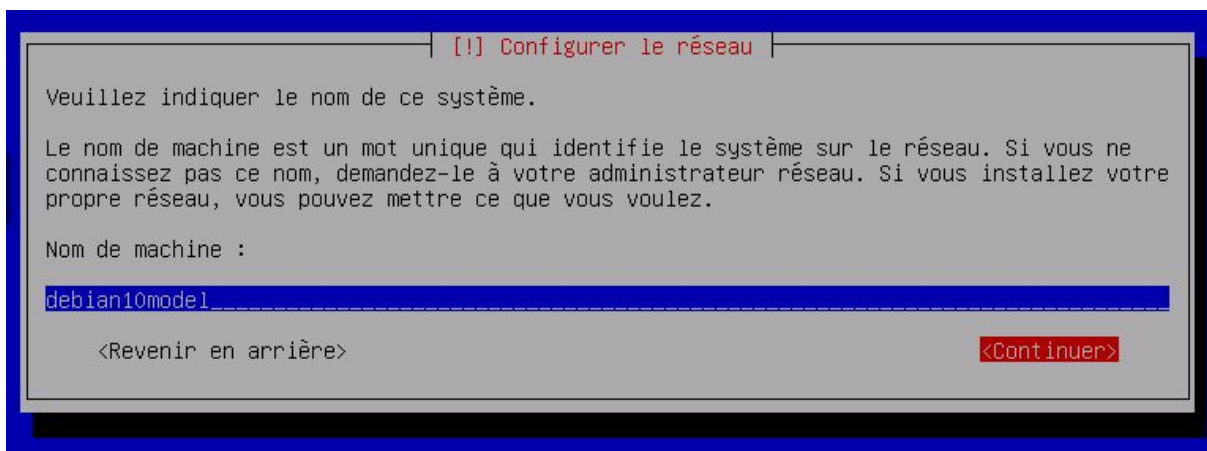 [!] Configurer le réseau
Veuillez indiquer le nom de ce système.
Le nom de machine est un mot unique qui identifie le système sur le réseau. Si vous ne
connaissez pas ce nom, demandez-le à votre administrateur réseau. Si vous installez votre
propre réseau, vous pouvez mettre ce que vous voulez.
Nom de machine :
debian10model
<Revenir en arrière> <Continuer>